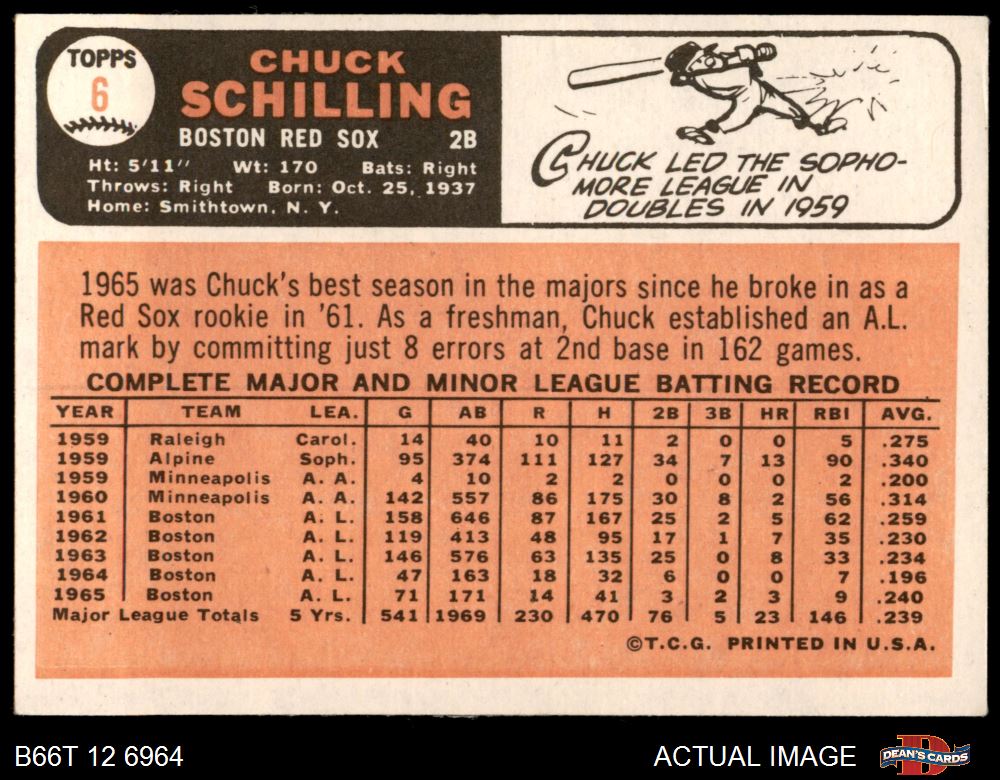 TOPPS
6
CHUCK
SCHILLING
BOSTON RED SOX 2B
Ht: 5'11" Wt: 170 Bats: Right
Throws: Right Born: Oct. 25, 1937
Home: Smithtown, N. Y.
CHUCK LED THE SOPHO-
MORE LEAGUE IN
DOUBLES IN 1959
1965 was Chuck's best season in the majors since he broke in as a
Red Sox rookie in '61. As a freshman, Chuck established an A.L.
mark by committing just 8 errors at 2nd base in 162 games.
COMPLETE MAJOR AND MINOR LEAGUE BATTING RECORD
YEAR TEAM LEA. G AB R H 2B 3B HR RBI AVG.
1959 Raleigh Carol. 14 40 10 11 2 0 0 5 .275
1959 Alpine Soph. 95 374 111 127 34 7 13 90 .340
1959 Minneapolis A. A. 4 10 2 2 0 0 0 2 .200
1960 Minneapolis A. A. 142 557 86 175 30 8 2 56 .314
1961 Boston A. L. 158 646 87 167 25 2 5 62 .259
1962 Boston A. L. 119 413 48 95 17 1 7 35 .230
1963 Boston A. L. 146 576 63 135 25 0 8 33 .234
1964 Boston A. L. 47 163 18 32 6 0 0 7 .196
1965 Boston A. L. 71 171 14 41 3 2 3 9 .240
Major League Totals 5 Yrs. 541 1969 230 470 76 5 23 146 .239
©T.C.G. PRINTED IN U.S.A.
B66T 12 6964 ACTUAL IMAGE
DEAN'S CARDS